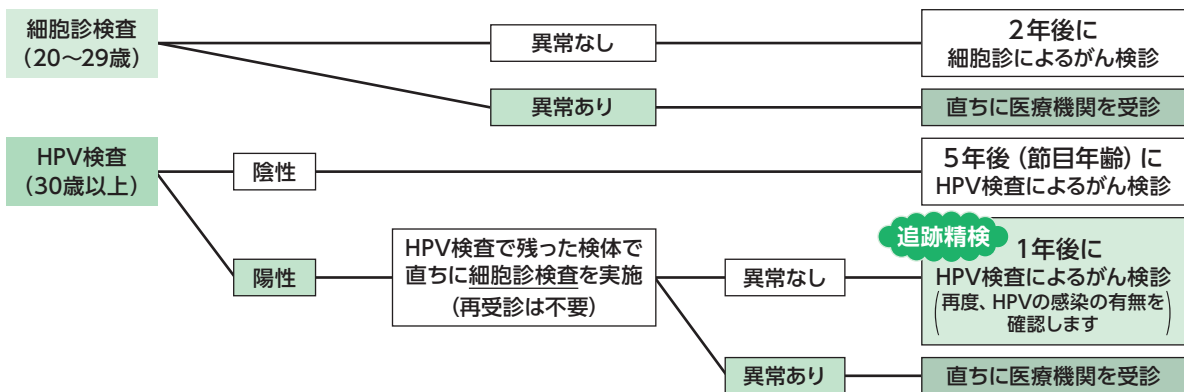 細胞診検査
(20〜29歳)
異常なし
2年後に
細胞診によるがん検診
異常あり
直ちに医療機関を受診
HPV検査
(30歳以上)
陰性
5年後（節目年齢）に
HPV検査によるがん検診
陽性
HPV検査で残った検体で
直ちに細胞診検査を実施
(再受診は不要)
異常なし
追跡精検
1年後に
HPV検査によるがん検診
(再度、HPVの感染の有無を
確認します)
異常あり
直ちに医療機関を受診